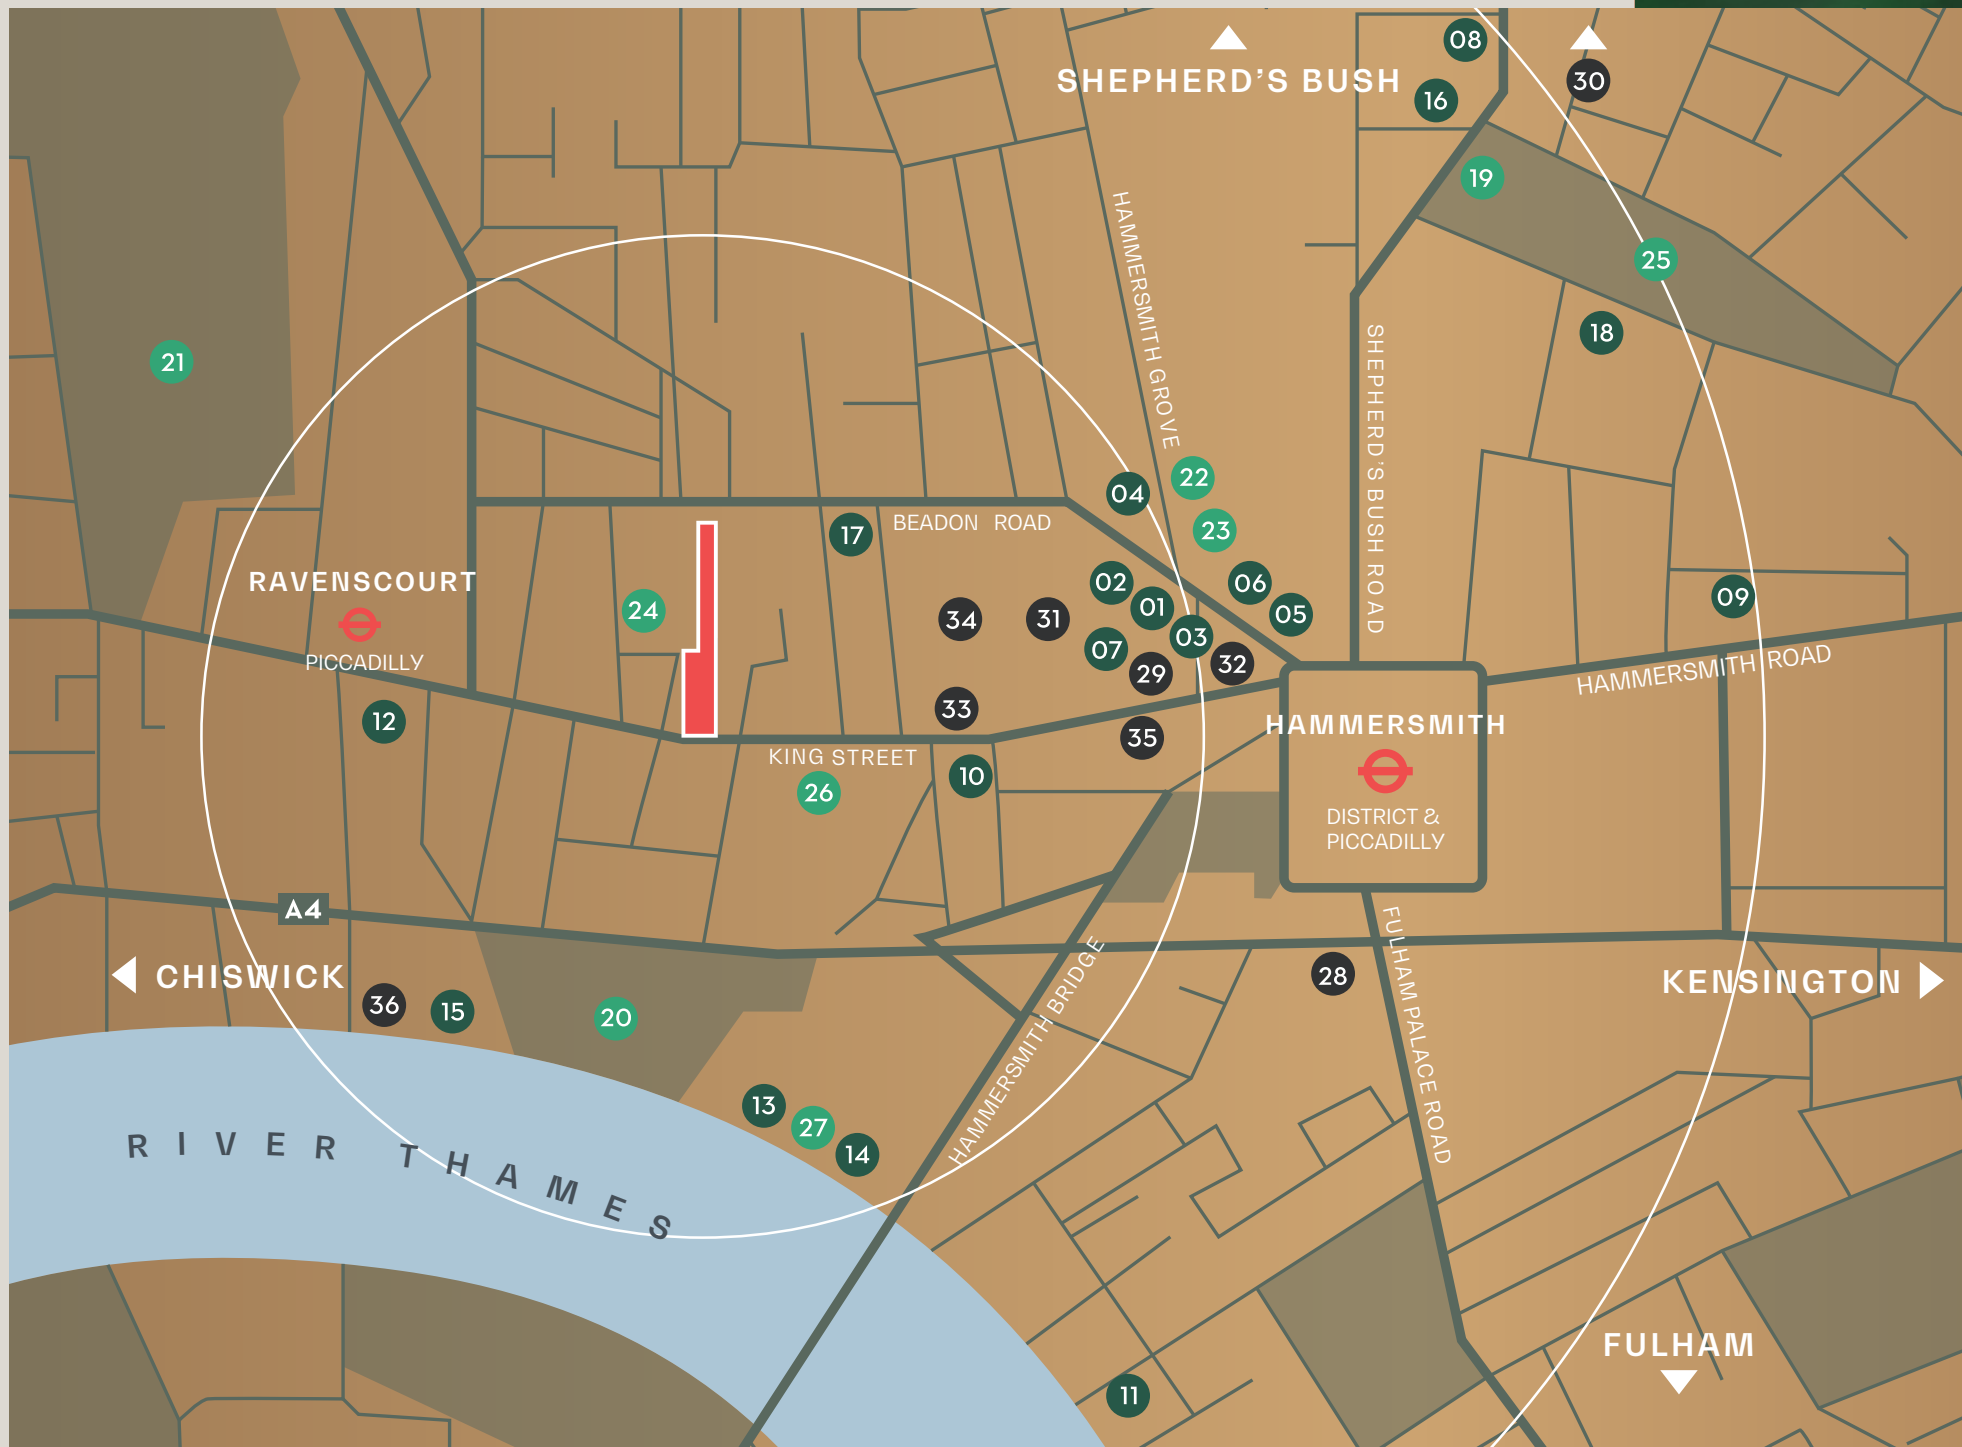 08
30
SHEPHERD’S BUSH
16
19
25
18
21
HAMMERSMITH GROVE
SHEPHERD'S BUSH ROAD
22
04
23
BEADON ROAD
17
RAVENSCOURT
PICCADILLY
24
34
31
02
01
06
05
03
07
29
32
09
HAMMERSMITH ROAD
12
33
35
HAMMERSMITH
DISTRICT &
PICCADILLY
KING STREET
10
26
A4
CHISWICK
36
15
20
28
KENSINGTON
HAMMERSMITH BRIDGE
FULHAM PALACE ROAD
13
27
14
RIVER THAMES
11
FULHAM